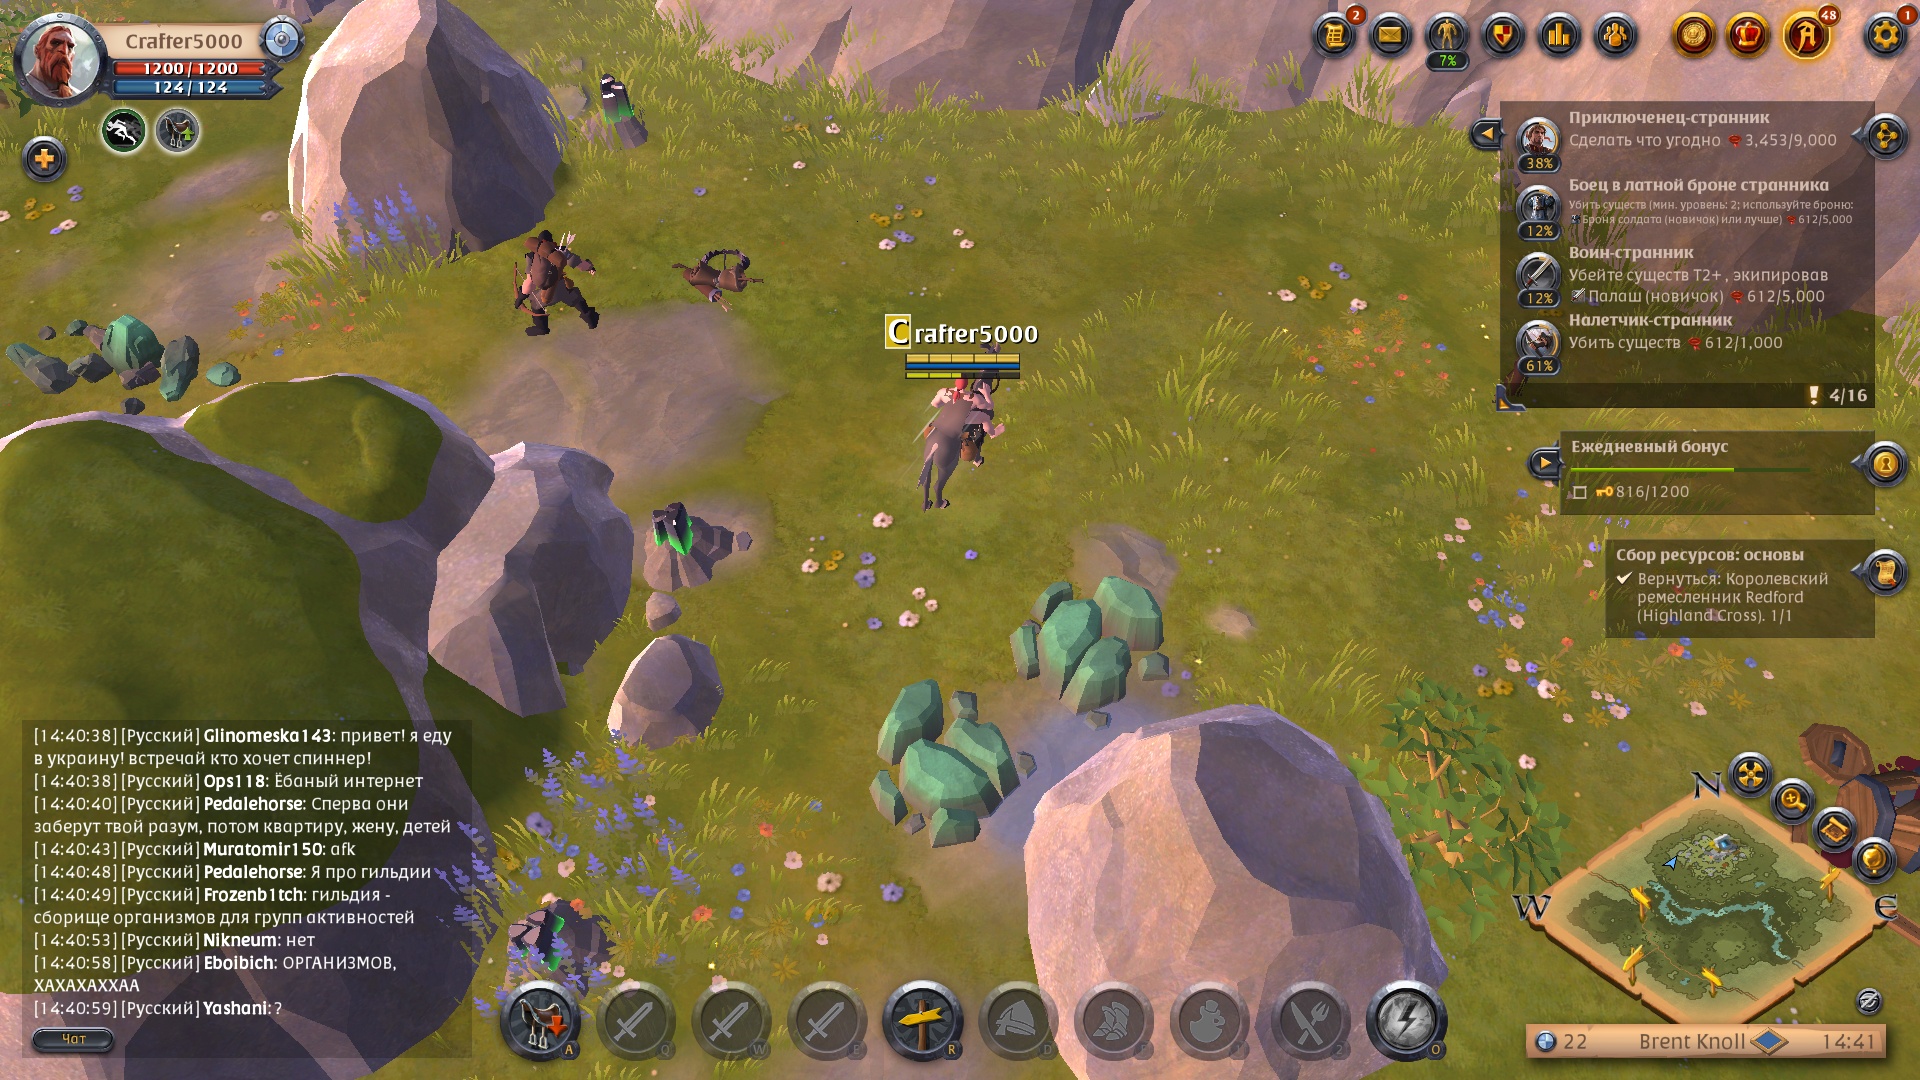 Crafter5000
1200/1200
124/124
2
7%
48
1
Приключенец-странник
Сделать что угодно 3,453/9,000
38%
Боец в латной броне странника
Убить существ (мин. уровень: 2; используйте броню:
Броня солдата (новичок) или лучше) 612/5,000
12%
Воин-странник
Убейте существ T2+, экипировав
Палаш (новичок) 612/5,000
12%
Налетчик-странник
Убить существ 612/1,000
61%
4/16
Ежедневный бонус
816/1200
Сбор ресурсов: основы
Вернуться: Королевский
ремесленник Redford
(Highland Cross). 1/1
Crafter5000
[14:40:38] [Русский] Glinomeska143: привет! я еду
в украину! встречай кто хочет спиннер!
[14:40:38] [Русский] Ops118: Ёбаный интернет
[14:40:40] [Русский] Pedalehorse: Сперва они
заберут твой разум, потом квартиру, жену, детей
[14:40:43] [Русский] Muratomir150: afk
[14:40:48] [Русский] Pedalehorse: Я про гильдии
[14:40:49] [Русский] Frozenb1tch: гильдия -
сборище организмов для групп активностей
[14:40:53] [Русский] Nikneum: нет
[14:40:58] [Русский] Eboibich: ОРГАНИЗМОВ,
ХАХАХАХХАА
[14:40:59] [Русский] Yashani: ?
Чат
A Q W E R D F 2 O
N
W E
22 Brent Knoll 14:41